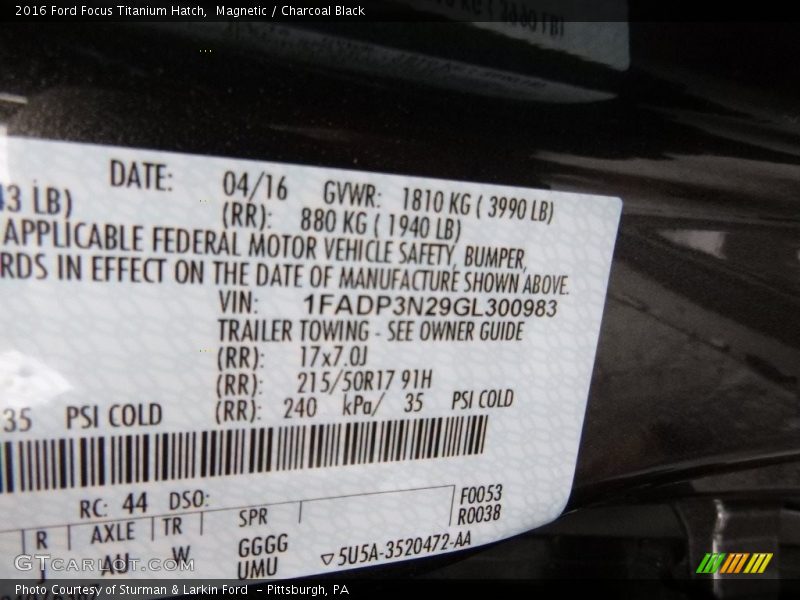 2016 Ford Focus Titanium Hatch,  Magnetic / Charcoal Black
DATE: 04/16 GVWR: 1810 KG ( 3990 LB)
3 LB) (RR): 880 KG ( 1940 LB)
APPLICABLE FEDERAL MOTOR VEHICLE SAFETY, BUMPER,
RDS IN EFFECT ON THE DATE OF MANUFACTURE SHOWN ABOVE.
VIN: 1FADP3N29GL300983
TRAILER TOWING - SEE OWNER GUIDE
(RR): 17x7.0J
(RR): 215/50R17 91H
35 PSI COLD (RR): 240 kPa/ 35 PSI COLD
RC: 44 DSO:
F0053
R0038
R AXLE TR SPR
J AU W GGGG
UMU
▽5U5A-3520472-AA
GTCARLOT.COM
Photo Courtesy of Sturman & Larkin Ford  - Pittsburgh, PA